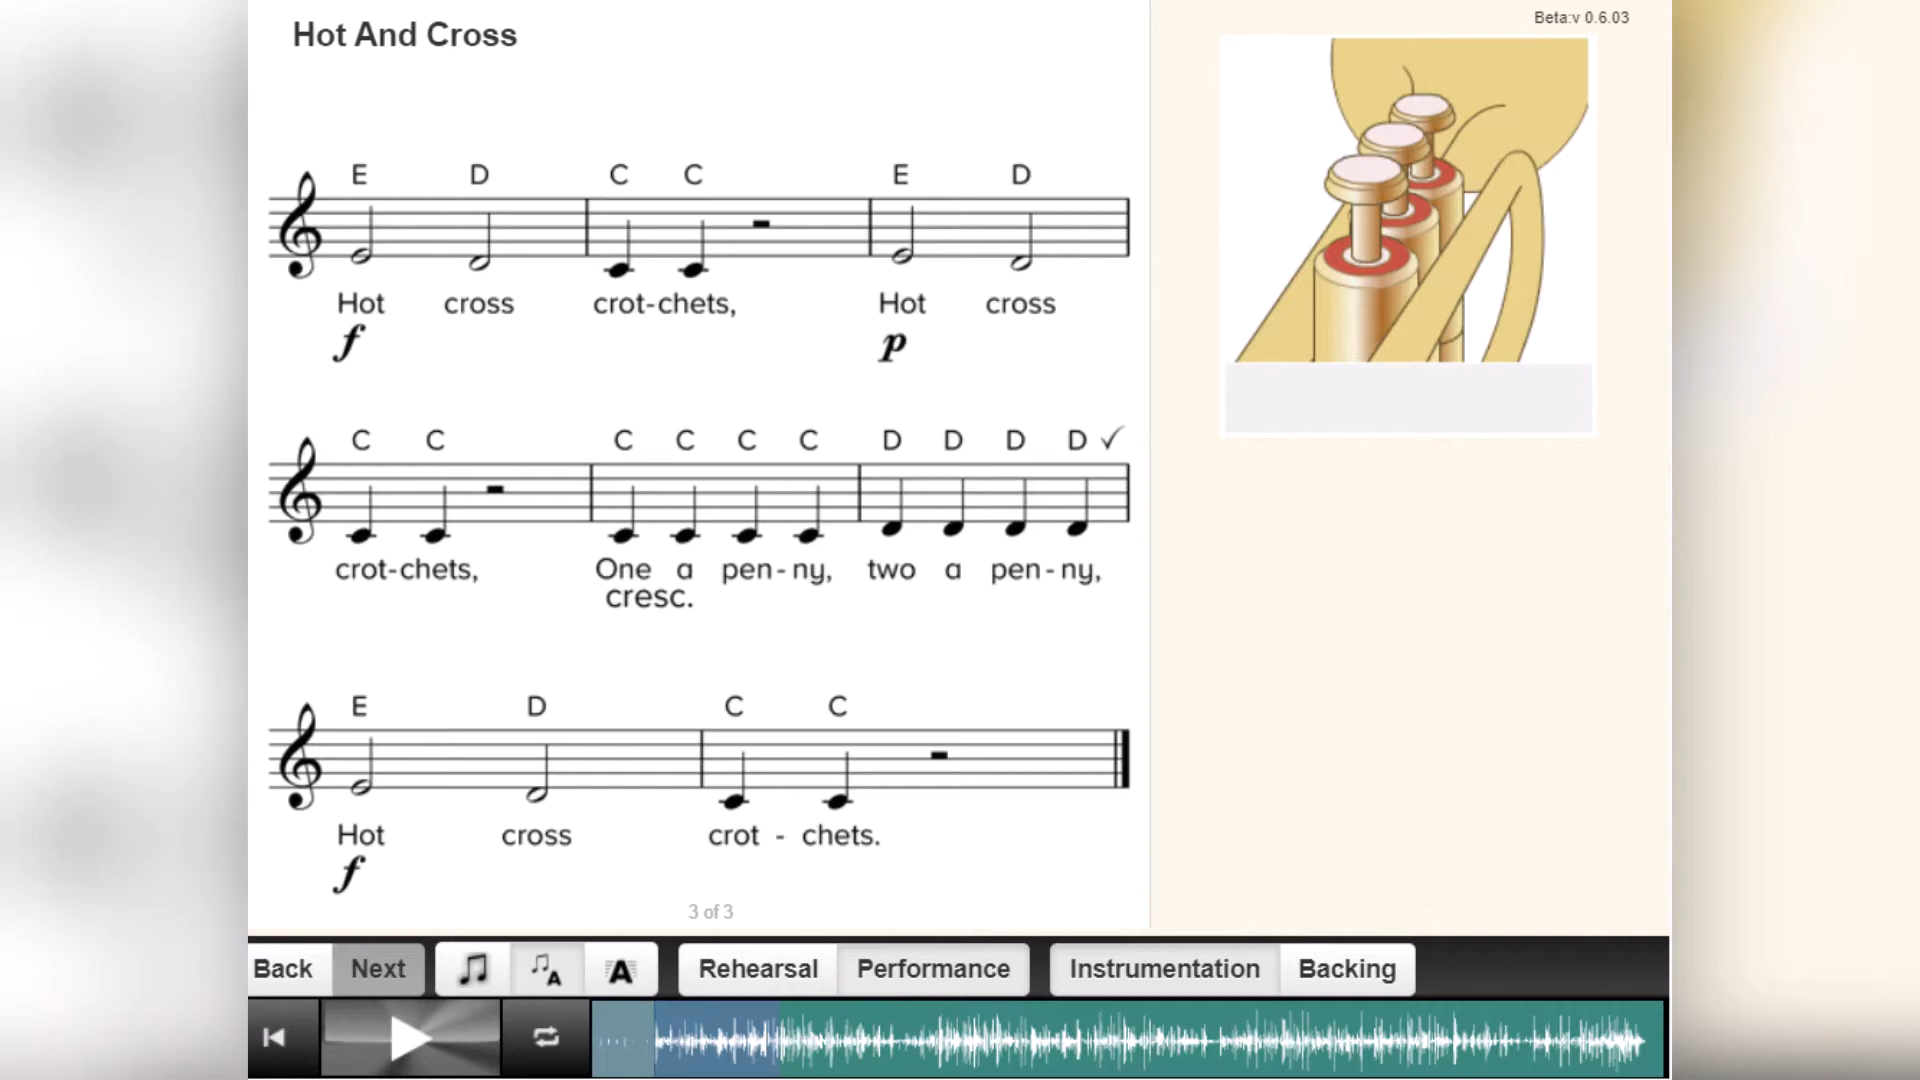 Hot And Cross
Beta:v 0.6.03
E D C C E D
Hot cross crot-chets, Hot cross
f p
C C C C C C D D D D
crot-chets, One a pen-ny, two a pen-ny,
cresc.
E D C C
Hot cross crot - chets.
f
3 of 3
Back Next A A Rehearsal Performance Instrumentation Backing